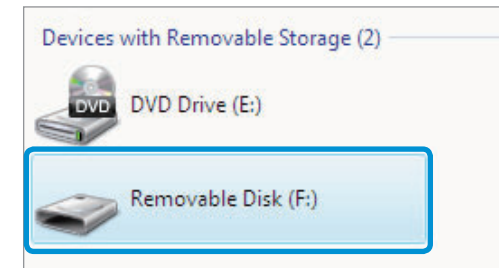 Devices with Removable Storage (2)
DVD
DVD Drive (E:)
Removable Disk (F:)